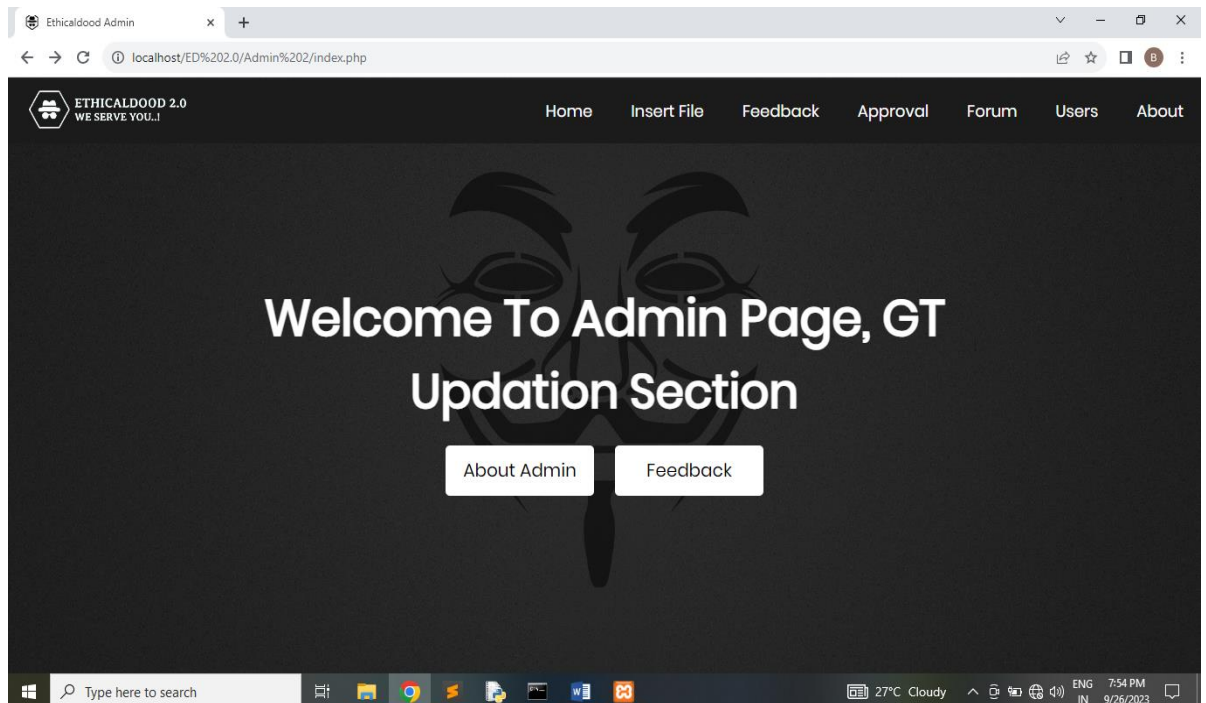 Ethicaldood Admin
localhost/ED%202.0/Admin%202/index.php
B
ETHICALDOOD 2.0
WE SERVE YOU..!
Home Insert File Feedback Approval Forum Users About
Welcome To Admin Page, GT
Updation Section
About Admin Feedback
Type here to search
27°C Cloudy
ENG
IN
7:54 PM
9/26/2023